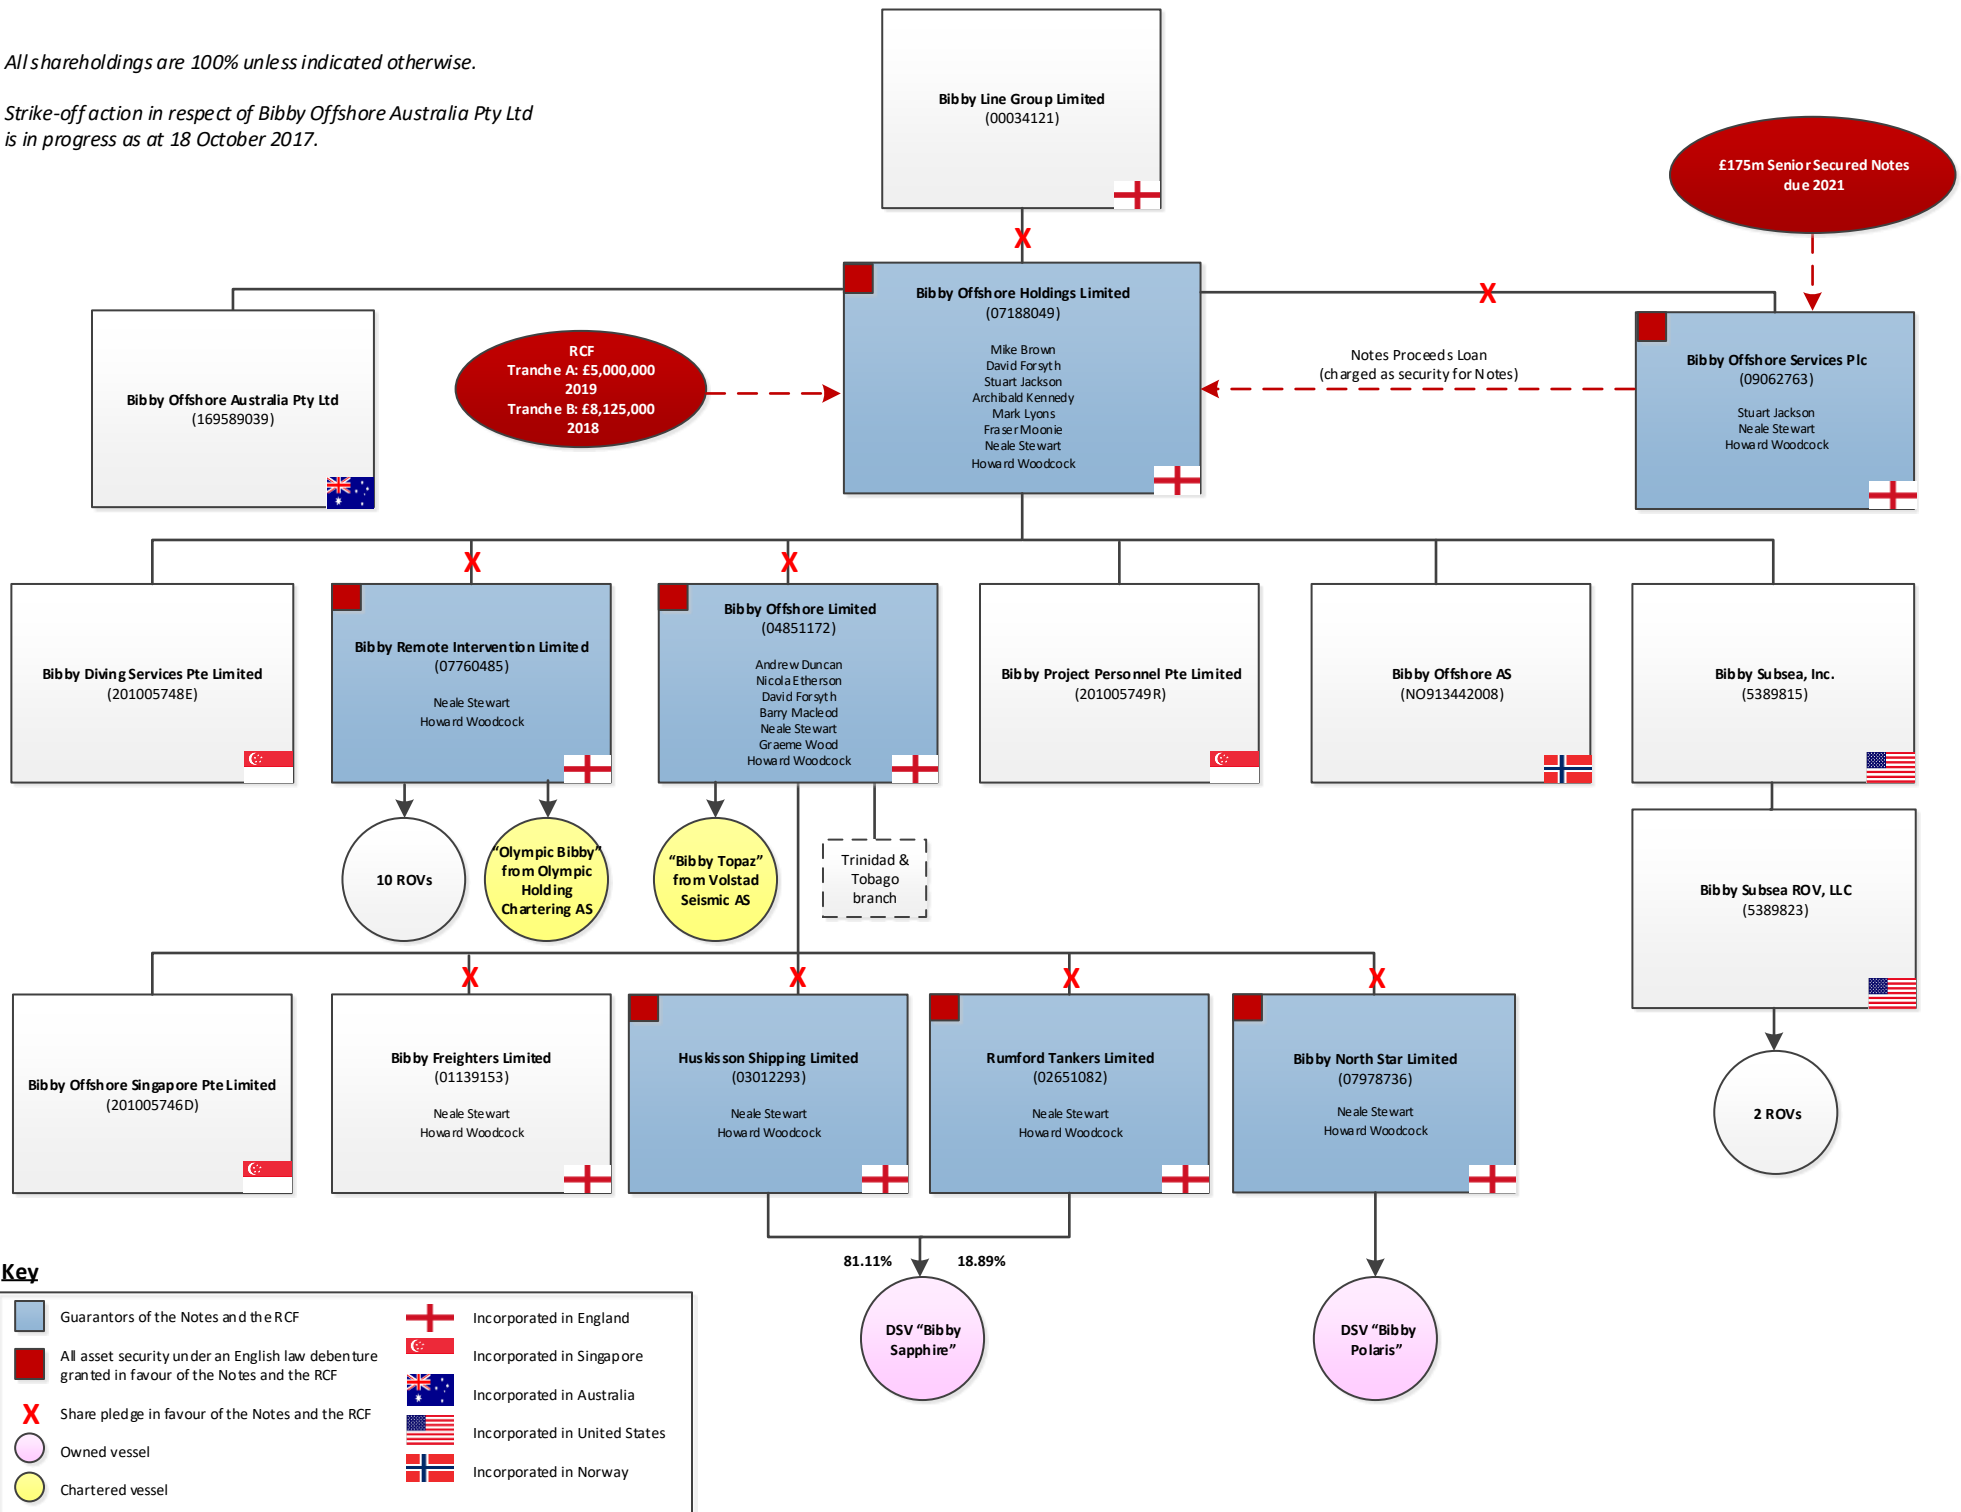 All shareholdings are 100% unless indicated otherwise.
Strike-off action in respect of Bibby Offshore Australia Pty Ltd
is in progress as at 18 October 2017.
Bibby Line Group Limited
(00034121)
£175m Senior Secured Notes
due 2021
Bibby Offshore Australia Pty Ltd
(169589039)
RCF
Tranche A: £5,000,000
2019
Tranche B: £8,125,000
2018
Bibby Offshore Holdings Limited
(07188049)
Mike Brown
David Forsyth
Stuart Jackson
Archibald Kennedy
Mark Lyons
Fraser Moonie
Neale Stewart
Howard Woodcock
Notes Proceeds Loan
(charged as security for Notes)
Bibby Offshore Services Plc
(09062763)
Stuart Jackson
Neale Stewart
Howard Woodcock
Bibby Diving Services Pte Limited
(201005748E)
Bibby Remote Intervention Limited
(07760485)
Neale Stewart
Howard Woodcock
Bibby Offshore Limited
(04851172)
Andrew Duncan
Nicola Etherson
David Forsyth
Barry Macleod
Neale Stewart
Graeme Wood
Howard Woodcock
Bibby Project Personnel Pte Limited
(201005749R)
Bibby Offshore AS
(NO913442008)
Bibby Subsea, Inc.
(5389815)
10 ROVs
“Olympic Bibby”
from Olympic
Holding
Chartering AS
“Bibby Topaz”
from Volstad
Seismic AS
Trinidad &
Tobago
branch
Bibby Subsea ROV, LLC
(5389823)
Bibby Offshore Singapore Pte Limited
(201005746D)
Bibby Freighters Limited
(01139153)
Neale Stewart
Howard Woodcock
Huskisson Shipping Limited
(03012293)
Neale Stewart
Howard Woodcock
Rumford Tankers Limited
(02651082)
Neale Stewart
Howard Woodcock
Bibby North Star Limited
(07978736)
Neale Stewart
Howard Woodcock
2 ROVs
81.11%
18.89%
DSV “Bibby
Sapphire”
DSV “Bibby
Polaris”
Key
Guarantors of the Notes and the RCF
All asset security under an English law debenture
granted in favour of the Notes and the RCF
X Share pledge in favour of the Notes and the RCF
Owned vessel
Chartered vessel
Incorporated in England
Incorporated in Singapore
Incorporated in Australia
Incorporated in United States
Incorporated in Norway